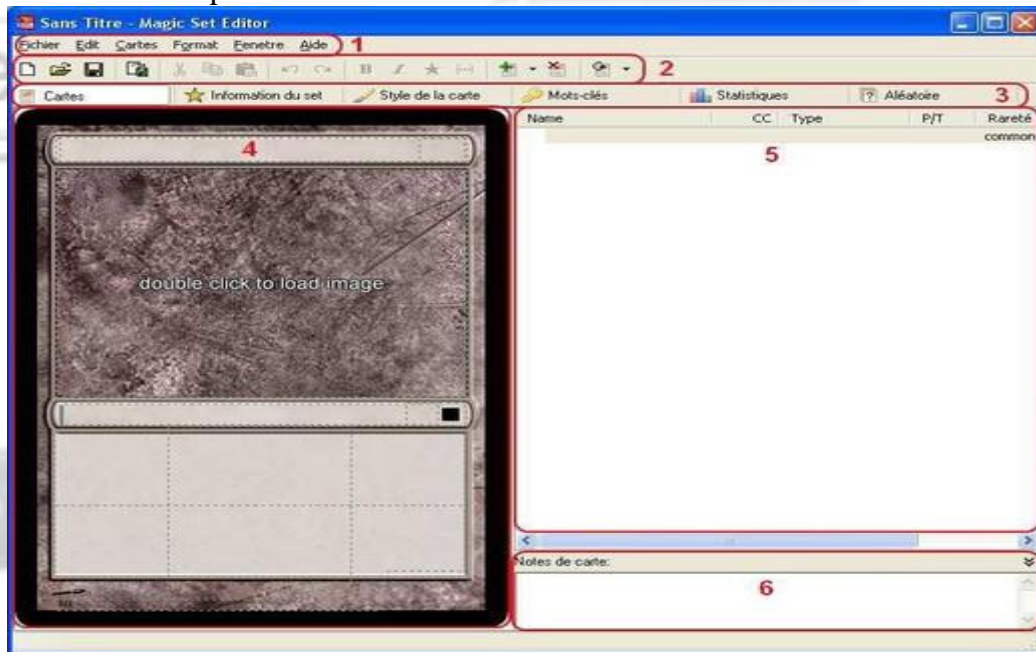 Sans Titre - Magic Set Editor
Fichier Edit Cartes Format Fenetre Aide 1
B I 2
Cartes Information du set Style de la carte Mots-clés Statistiques Aléatoire 3
Name CC Type P/T Rareté
common
4
5
double click to load image
Notes de carte:
6